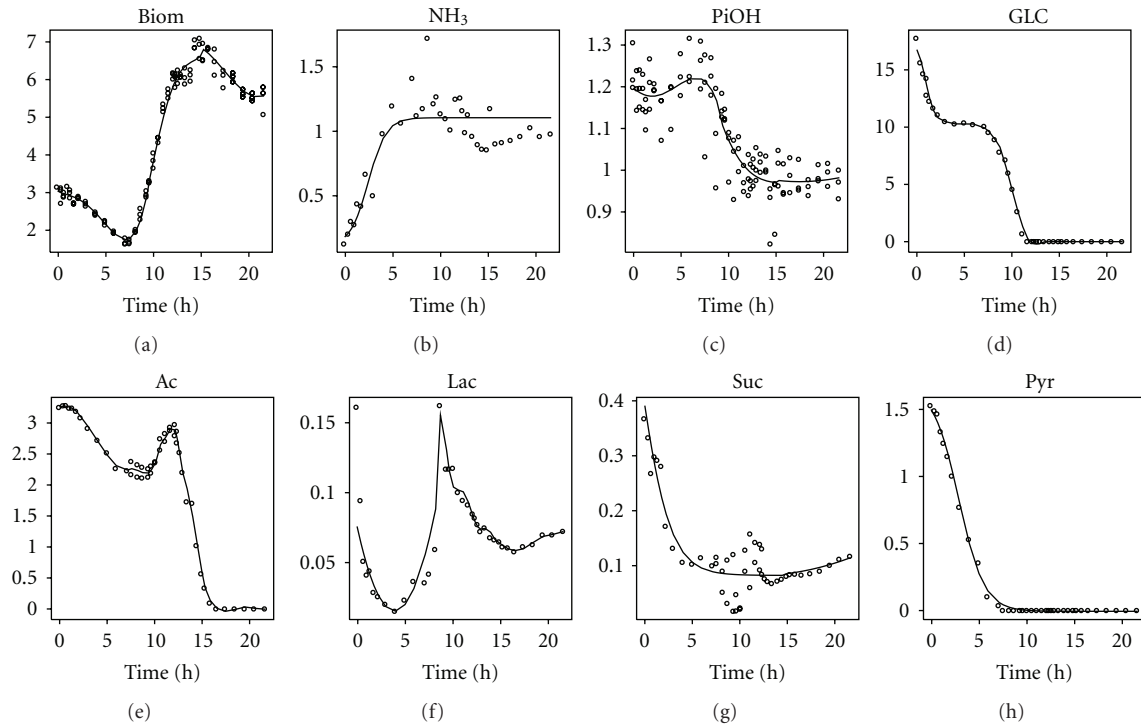 Biom
NH₃
PiOH
GLC
7
6
5
4
3
2
1.5
1
0.5
1.3
1.2
1.1
1
0.9
15
10
5
0
0 5 10 15 20
0 5 10 15 20
0 5 10 15 20
0 5 10 15 20
Time (h)
Time (h)
Time (h)
Time (h)
(a)
(b)
(c)
(d)
Ac
Lac
Suc
Pyr
3
2.5
2
1.5
1
0.5
0
0.15
0.1
0.05
0.4
0.3
0.2
0.1
1.5
1
0.5
0
0 5 10 15 20
0 5 10 15 20
0 5 10 15 20
0 5 10 15 20
Time (h)
Time (h)
Time (h)
Time (h)
(e)
(f)
(g)
(h)